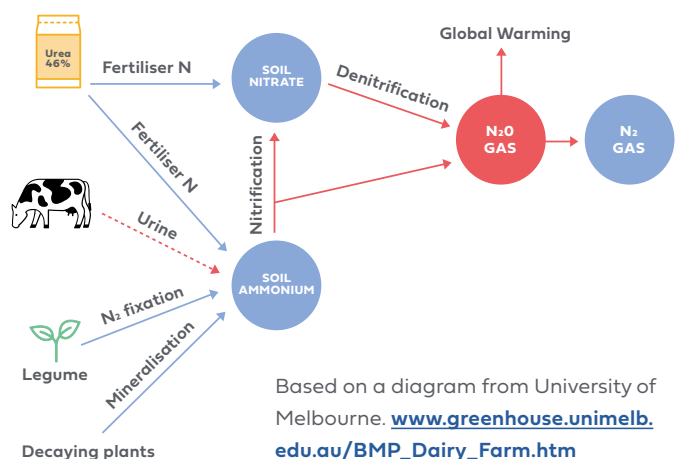 Global Warming
Urea
46%
Fertiliser N
SOIL
NITRATE
Denitrification
N₂0
GAS
N₂
GAS
Fertiliser N
Nitrification
Urine
SOIL
AMMONIUM
N₂ fixation
Legume
Mineralisation
Decaying plants
Based on a diagram from University of
Melbourne. www.greenhouse.unimelb.
edu.au/BMP_Dairy_Farm.htm